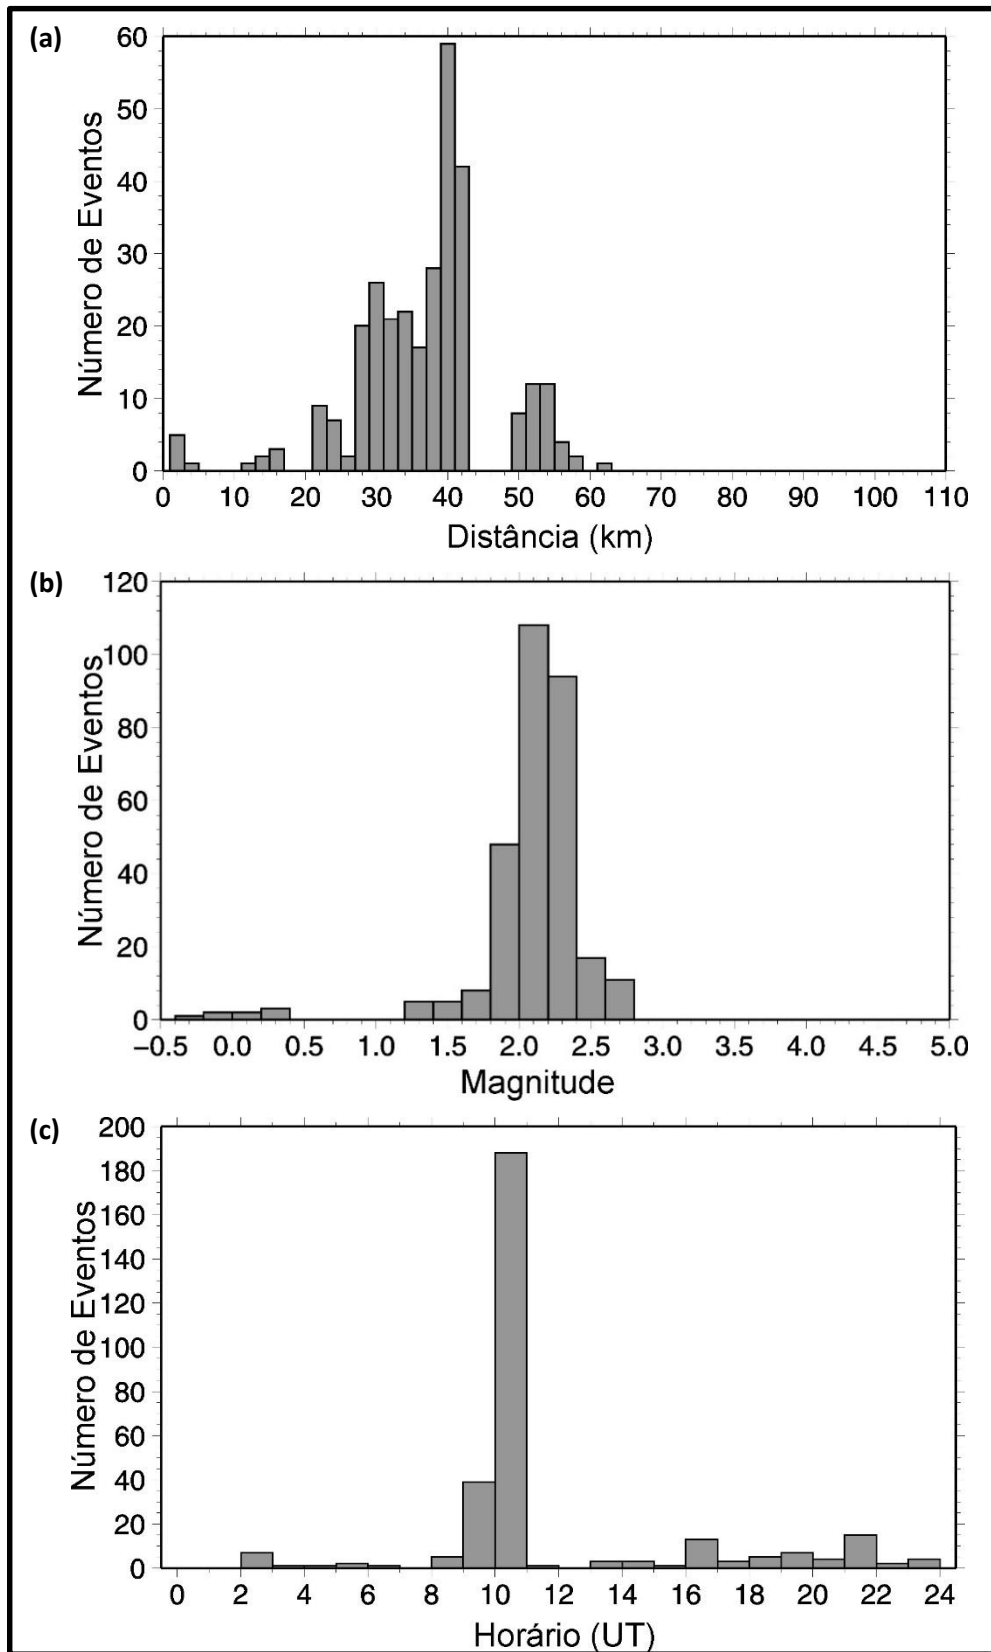 (a)
60
50
40
30
20
10
0
Número de Eventos
0 10 20 30 40 50 60 70 80 90 100 110
Distância (km)
(b)
120
100
80
60
40
20
0
Número de Eventos
−0.5 0.0 0.5 1.0 1.5 2.0 2.5 3.0 3.5 4.0 4.5 5.0
Magnitude
(c)
200
180
160
140
120
100
80
60
40
20
0
Número de Eventos
0 2 4 6 8 10 12 14 16 18 20 22 24
Horário (UT)